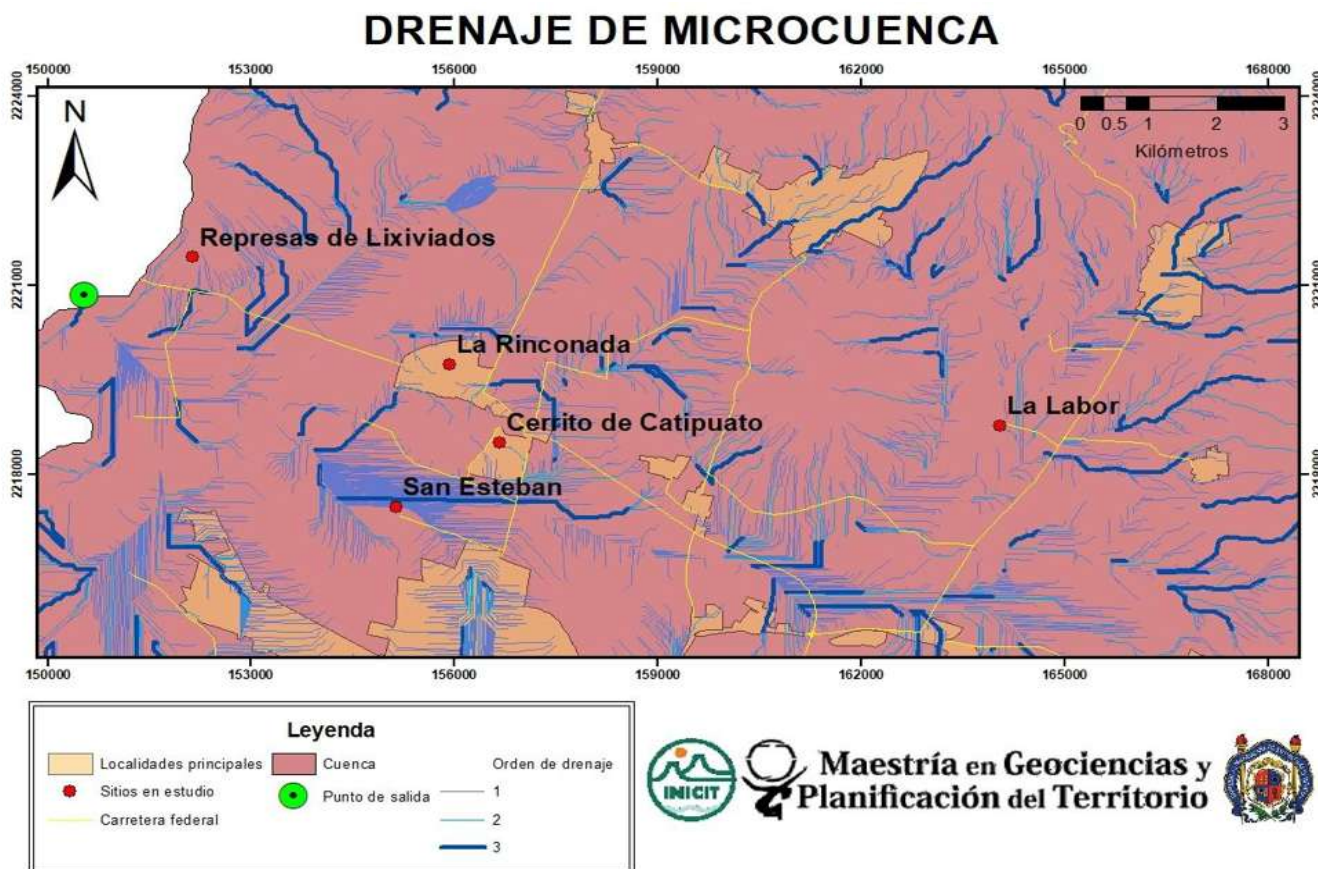 DRENAJE DE MICROCUENCA
150000 153000 156000 159000 162000 165000 168000
2224000
2224000
N
0 0.5 1 2 3
Kilómetros
Represas de Lixiviados
2221000
2221000
La Rinconada
La Labor
Cerrito de Catipuato
2218000
2218000
San Esteban
150000 153000 156000 159000 162000 165000 168000
Leyenda
Localidades principales
Sitios en estudio
Carretera federal
Cuenca
Punto de salida
Orden de drenaje
1
2
3
INICIT
Maestría en Geociencias y
Planificación del Territorio